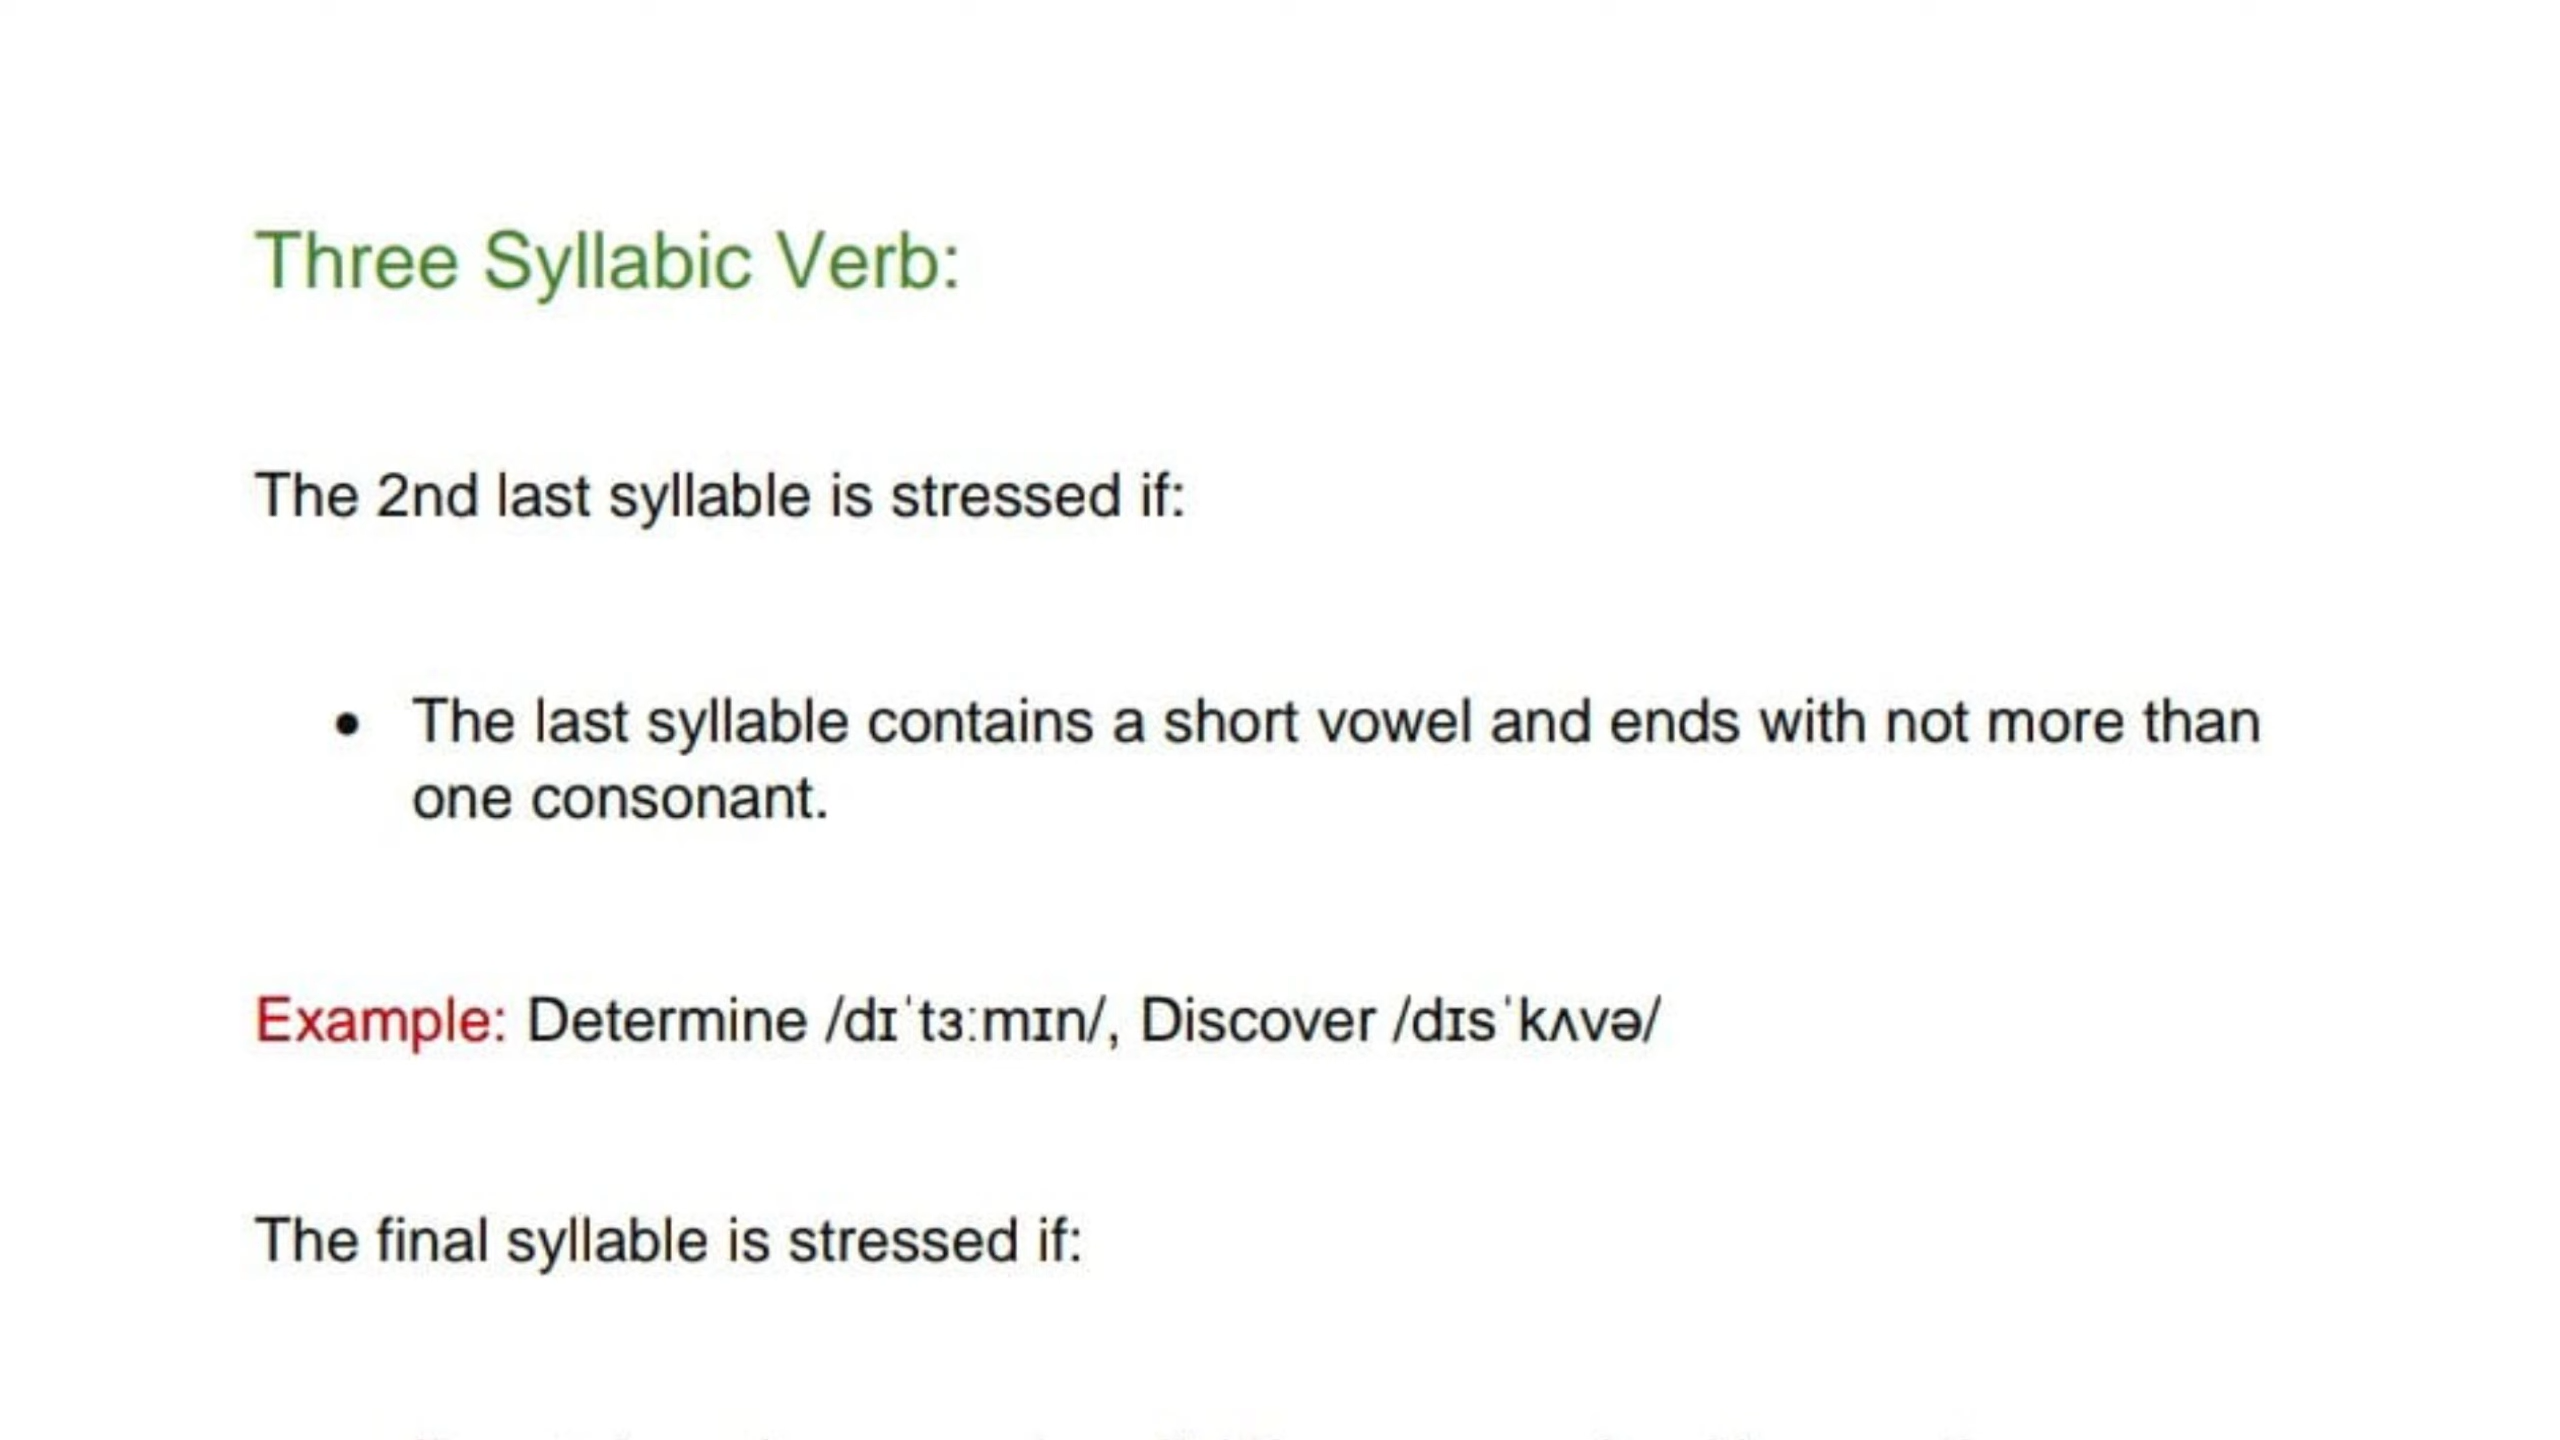 Three Syllabic Verb:
The 2nd last syllable is stressed if:
• The last syllable contains a short vowel and ends with not more than
one consonant.
Example: Determine /dɪˈtɜːmɪn/, Discover /dɪsˈkʌvə/
The final syllable is stressed if: